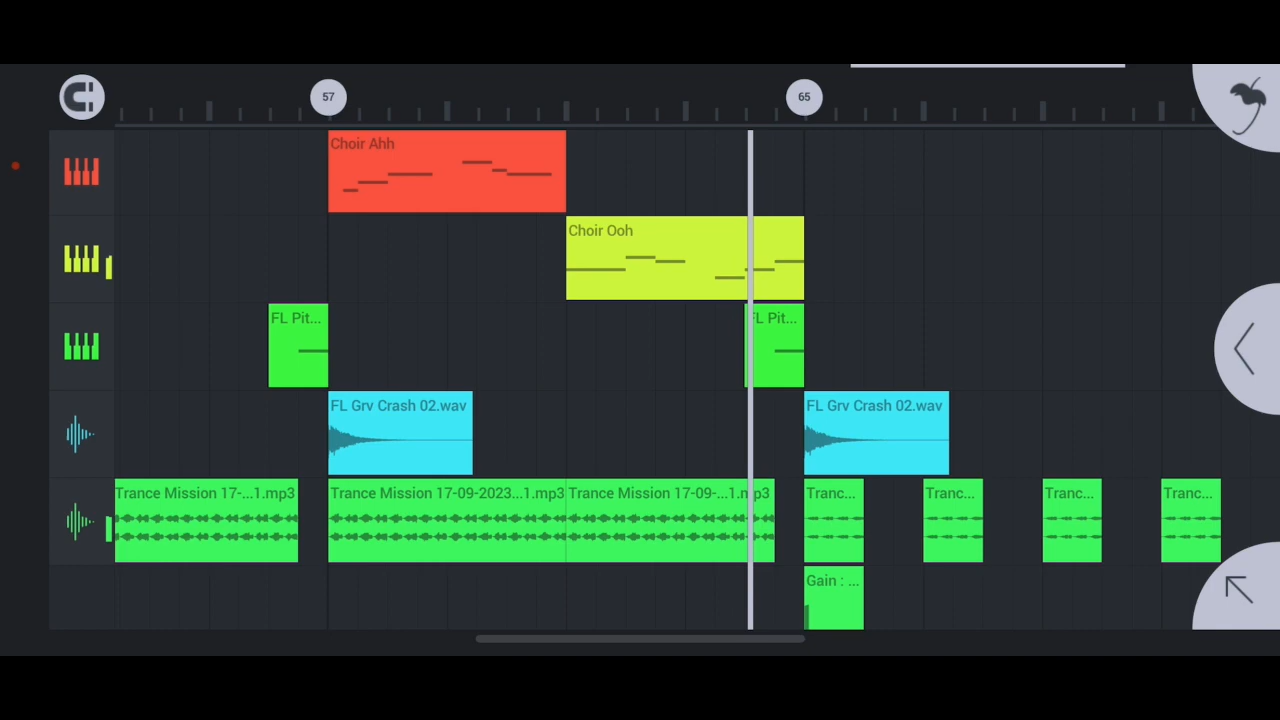 57
65
Choir Ahh
Choir Ooh
FL Pit...
FL Pit...
FL Grv Crash 02.wav
FL Grv Crash 02.wav
Trance Mission 17-...1.mp3
Trance Mission 17-09-2023...1.mp3
Trance Mission 17-09-...1.mp3
Tranc...
Tranc...
Tranc...
Tranc...
Gain : ...